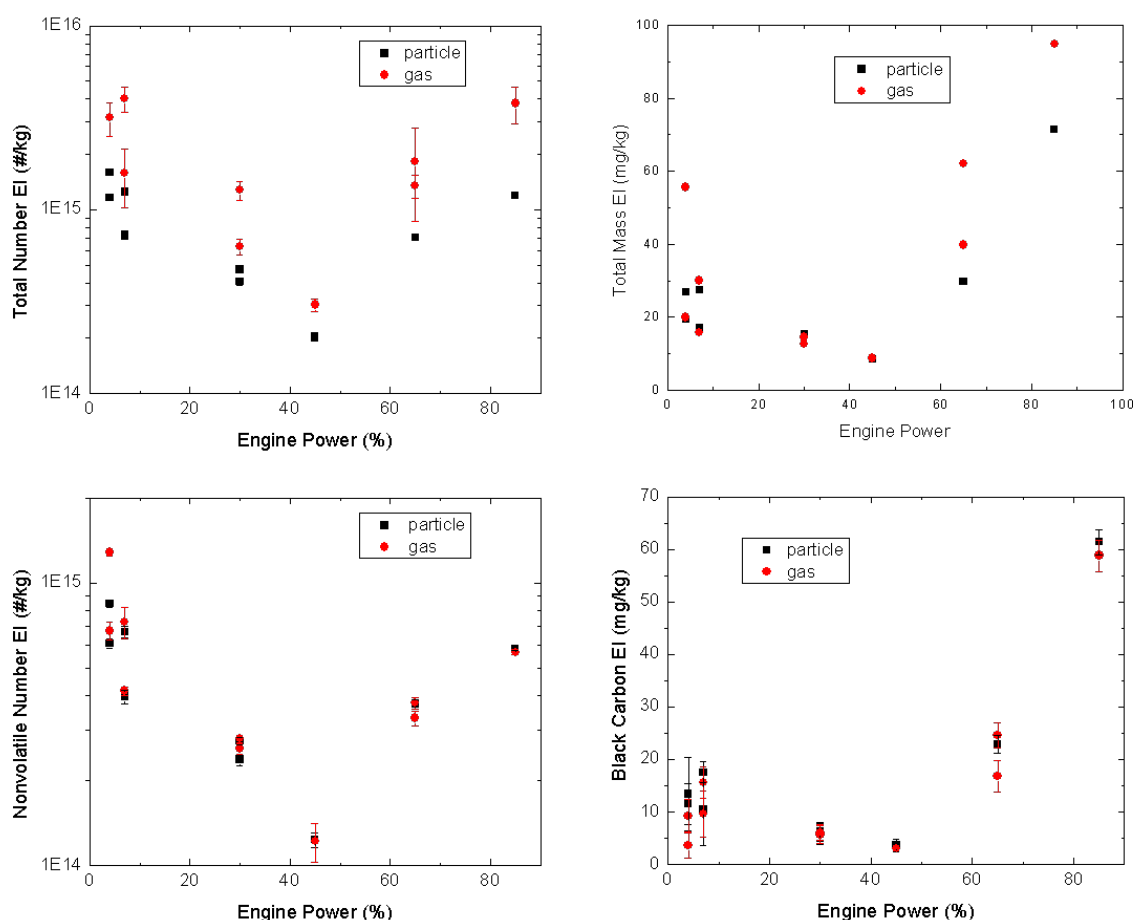 Total Number EI (#/kg)
1E16
1E15
1E14
particle
gas
0 20 40 60 80
Engine Power (%)
Total Mass EI (mg/kg)
100
80
60
40
20
0
particle
gas
0 20 40 60 80 100
Engine Power
Nonvolatile Number EI (#/kg)
1E15
1E14
particle
gas
0 20 40 60 80
Engine Power (%)
Black Carbon EI (mg/kg)
70
60
50
40
30
20
10
0
particle
gas
0 20 40 60 80
Engine Power (%)